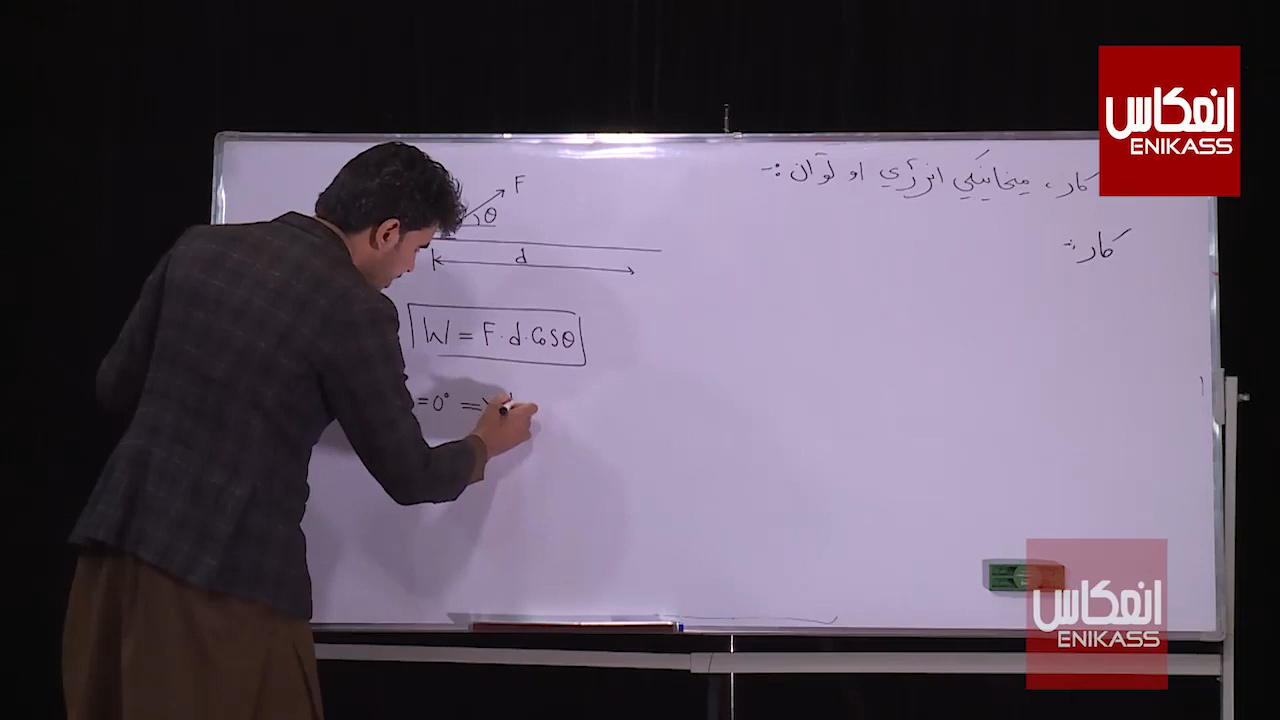 انعکاس
ENIKASS
کار، میخانیکي انرژي او توان :-
کار :-
F
θ
d
W = F · d · Cosθ
= 0° =
انعکاس
ENIKASS